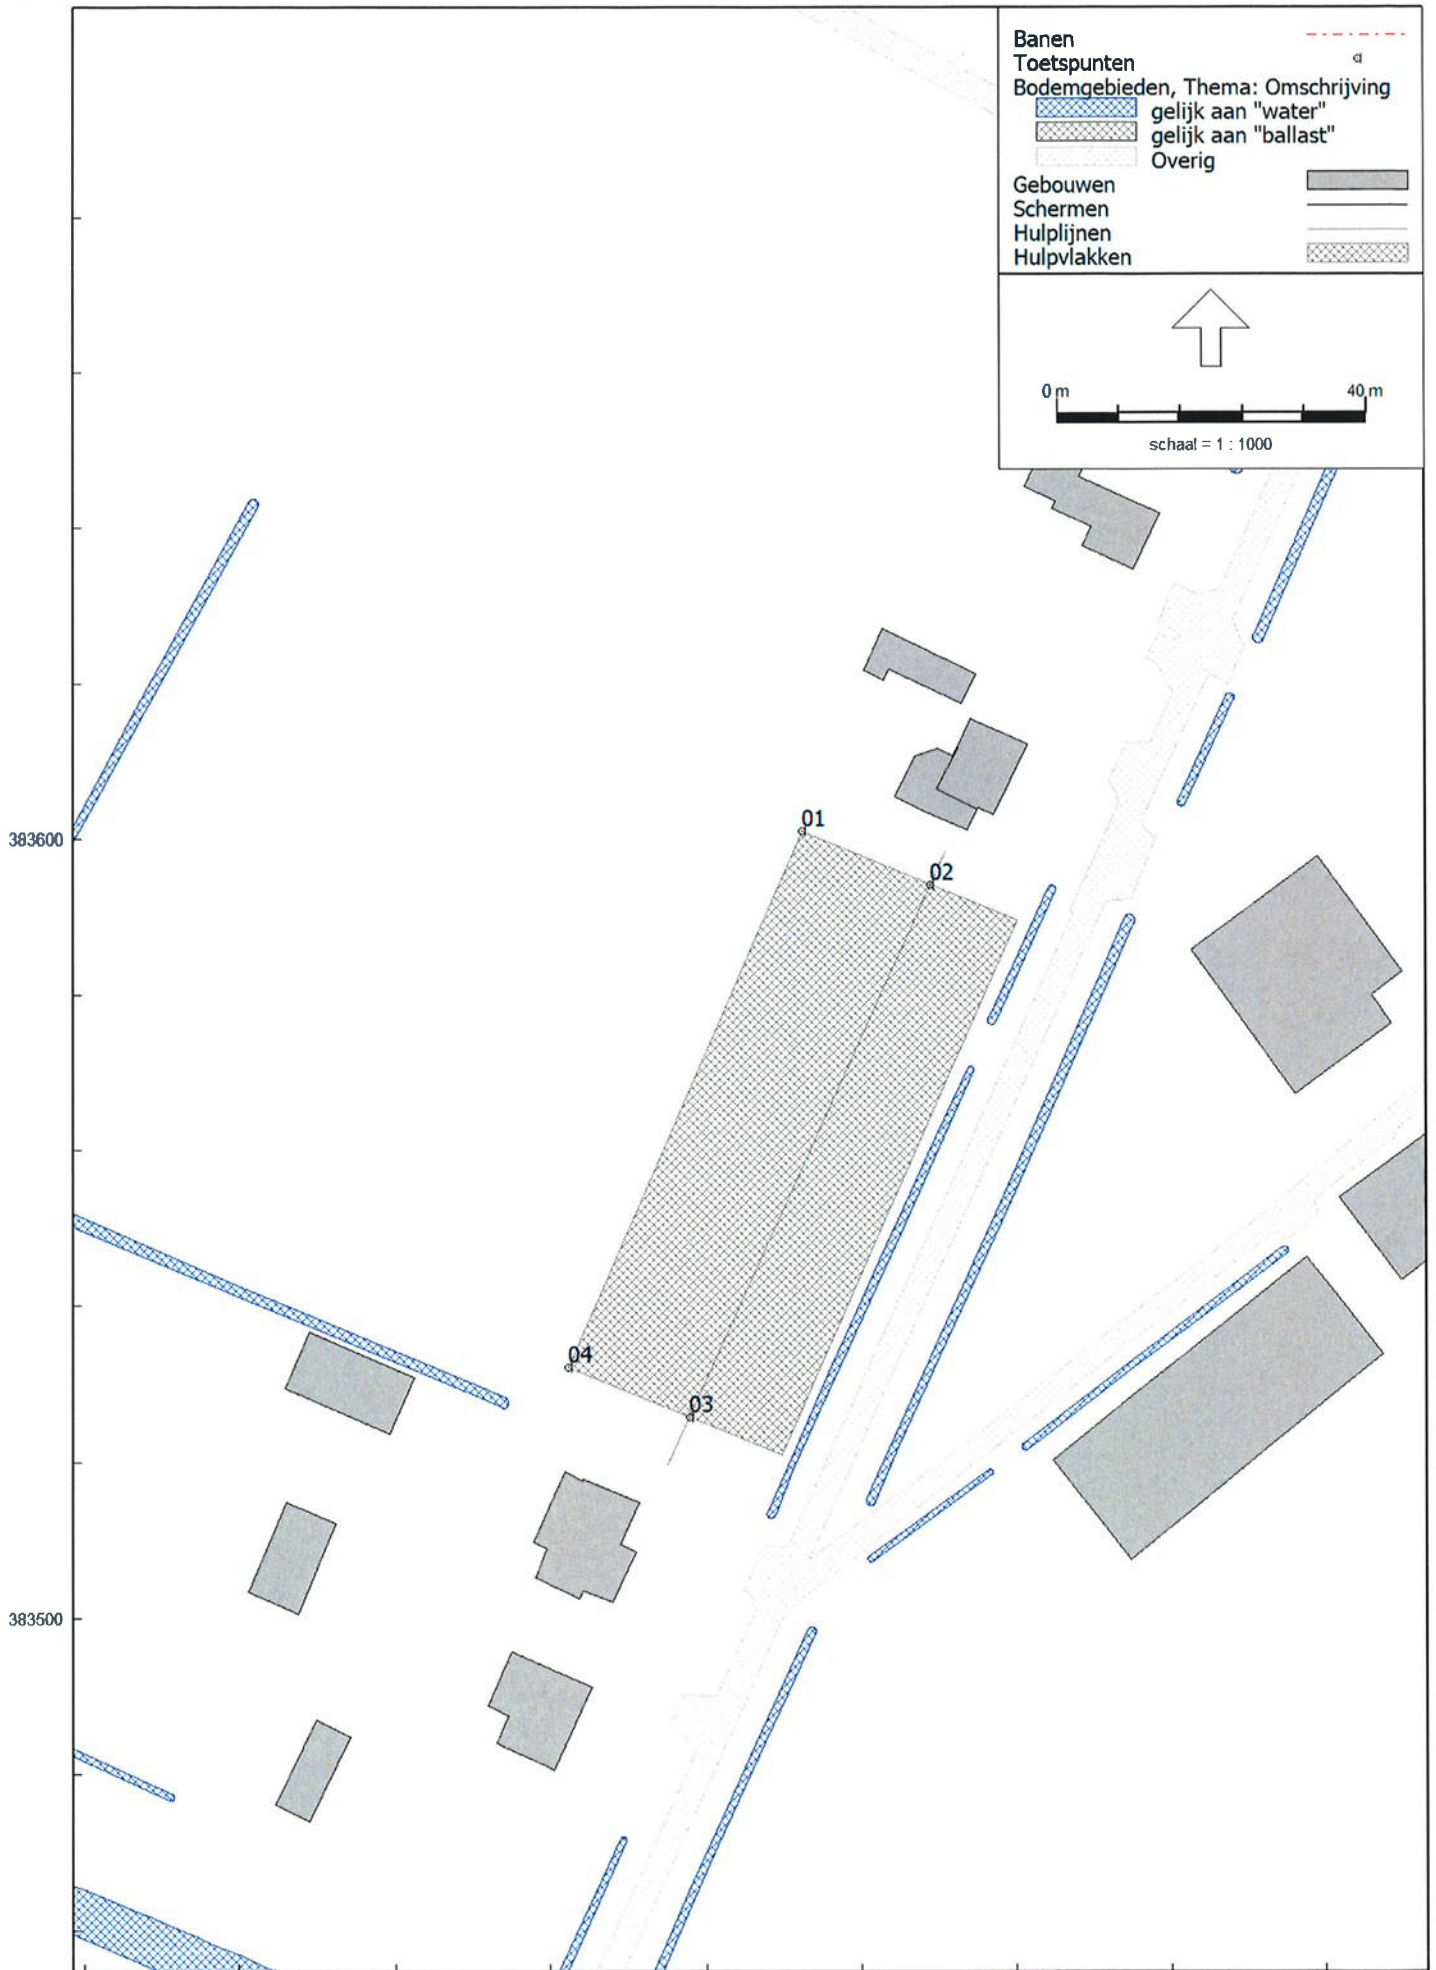 Banen
Toetspunten
Bodemgebieden, Thema: Omschrijving
gelijk aan "water"
gelijk aan "ballast"
Overig
Gebouwen
Schermen
Hulplijnen
Hulpvlakken
0 m 40 m
schaal = 1 : 1000
01
383600
02
04
03
383500